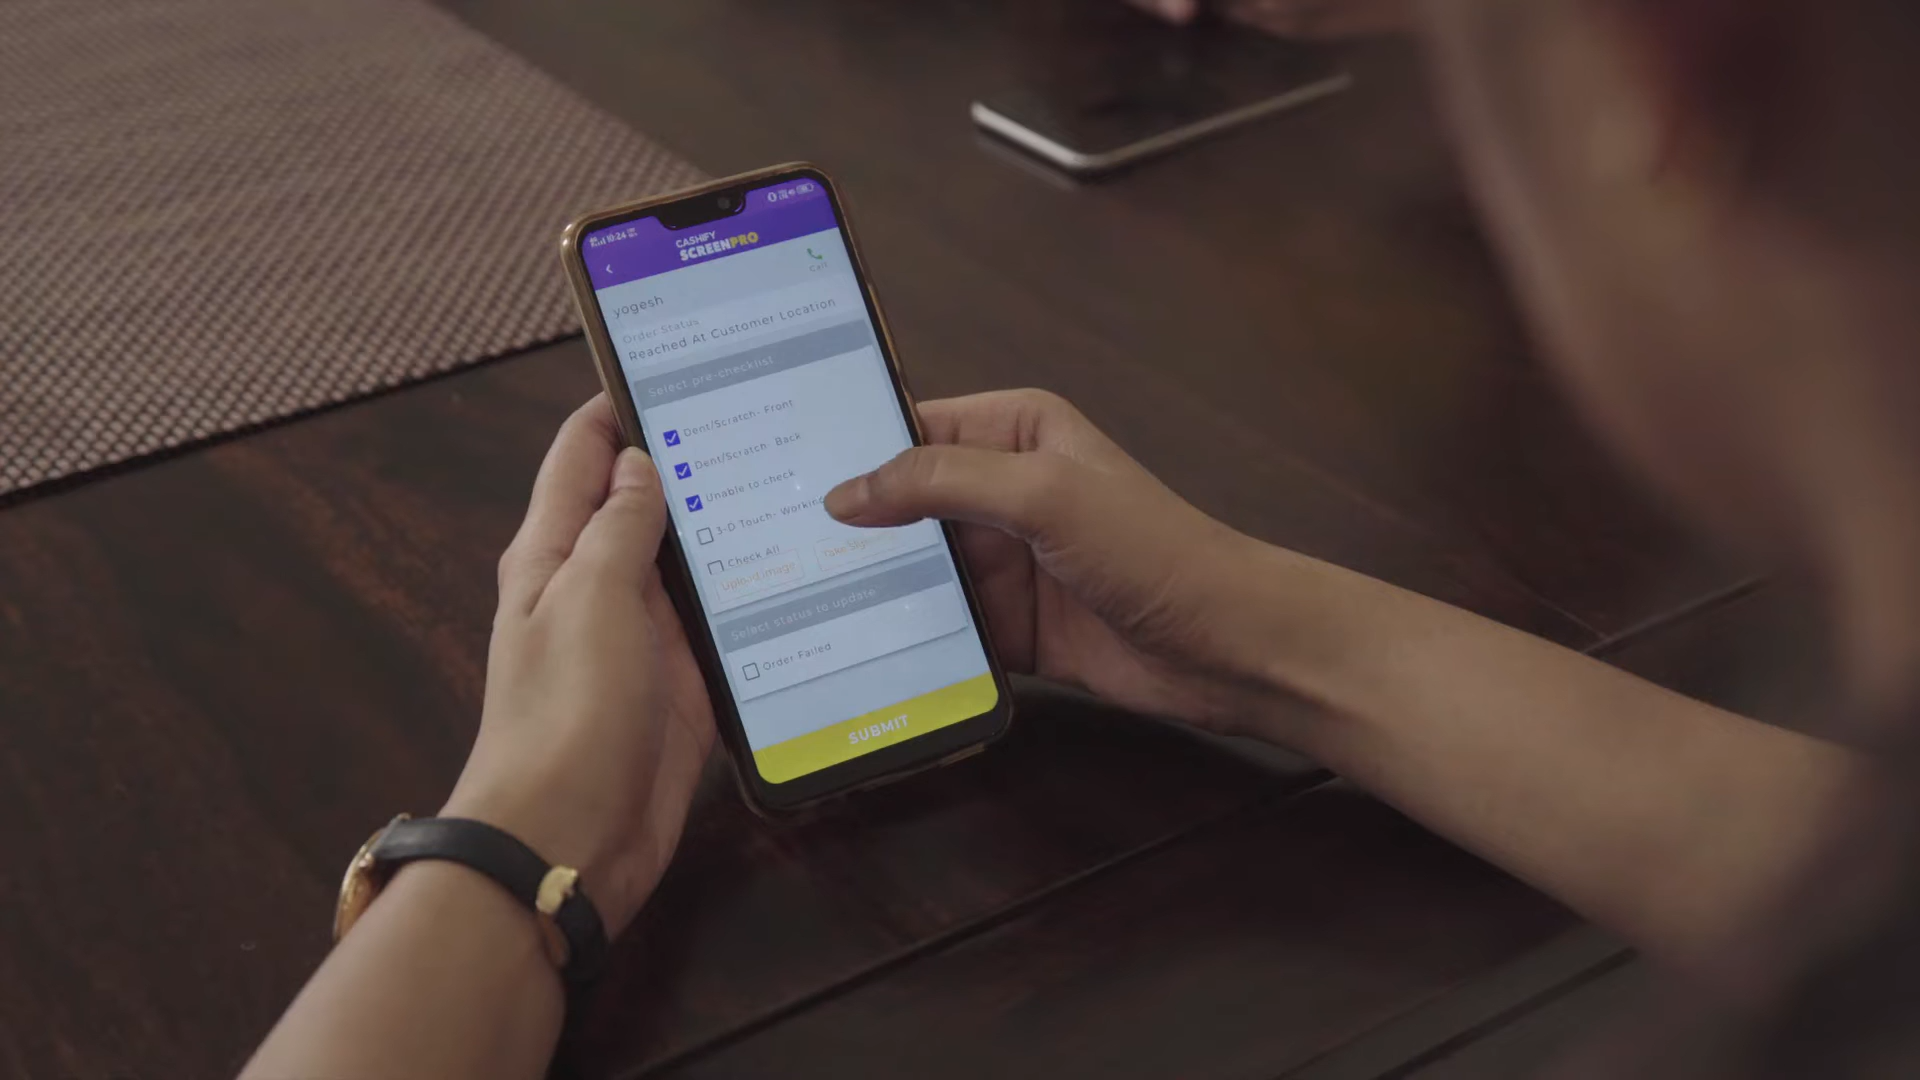 10:24
CASHIFY
SCREENPRO
Call
yogesh
Order Status
Reached At Customer Location
Select pre-checklist
Dent/Scratch- Front
Dent/Scratch- Back
Unable to check
3-D Touch- Working
Check All
Upload Image
Select status to update
Order Failed
SUBMIT